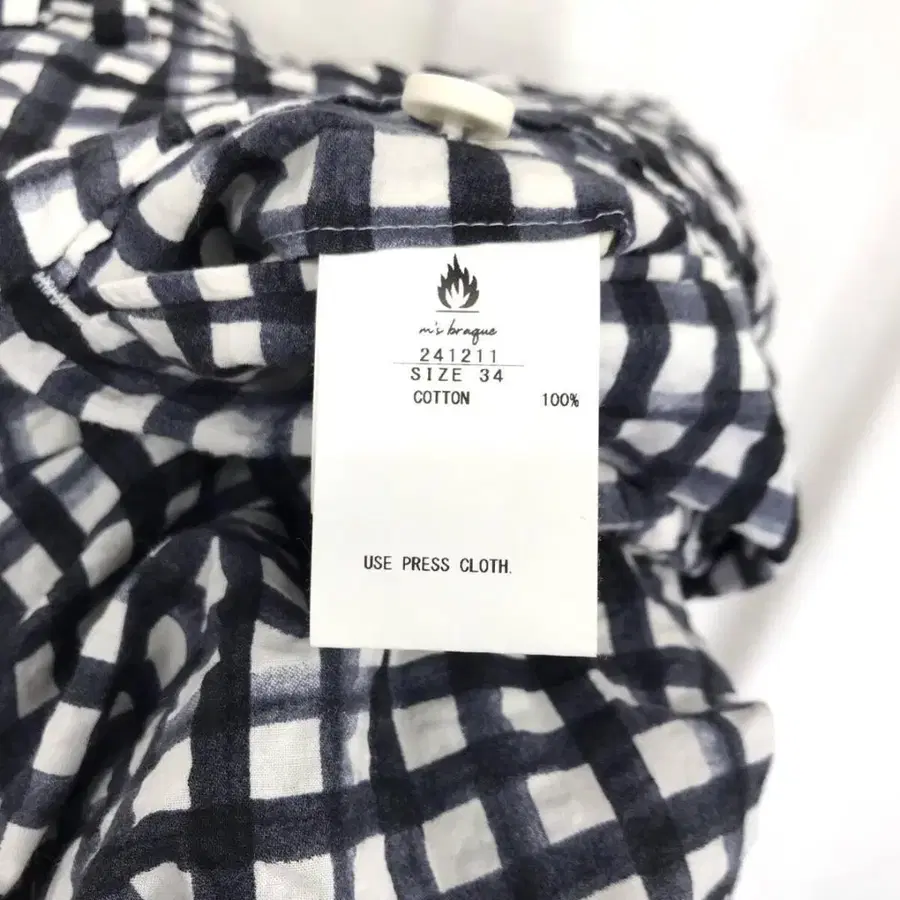 m's braque
241211
SIZE 34
COTTON 100%
USE PRESS CLOTH.